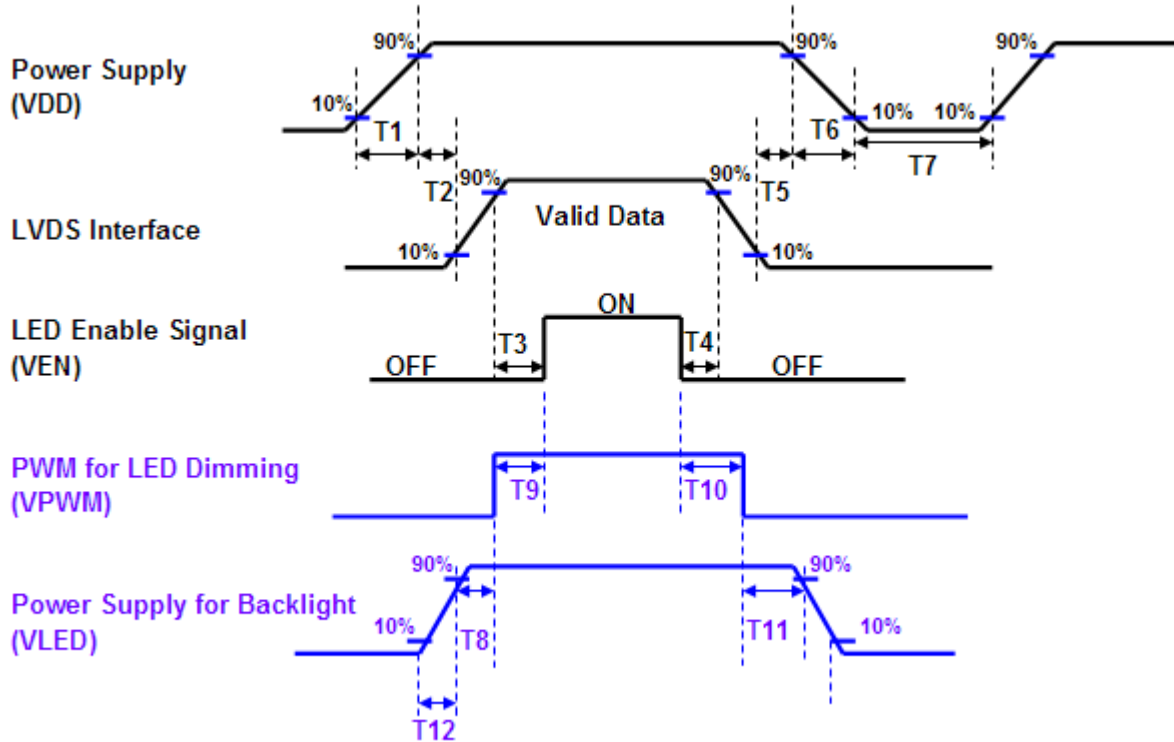 90% 90% 90%
Power Supply
(VDD)
10% 10% 10%
T1 T6 T7
T2 90% 90% T5
LVDS Interface Valid Data
10% 10%
LED Enable Signal
(VEN)
ON
T3 T4
OFF OFF
PWM for LED Dimming
(VPWM)
T9 T10
90% 90%
Power Supply for Backlight
(VLED)
10% T8 T11 10%
T12